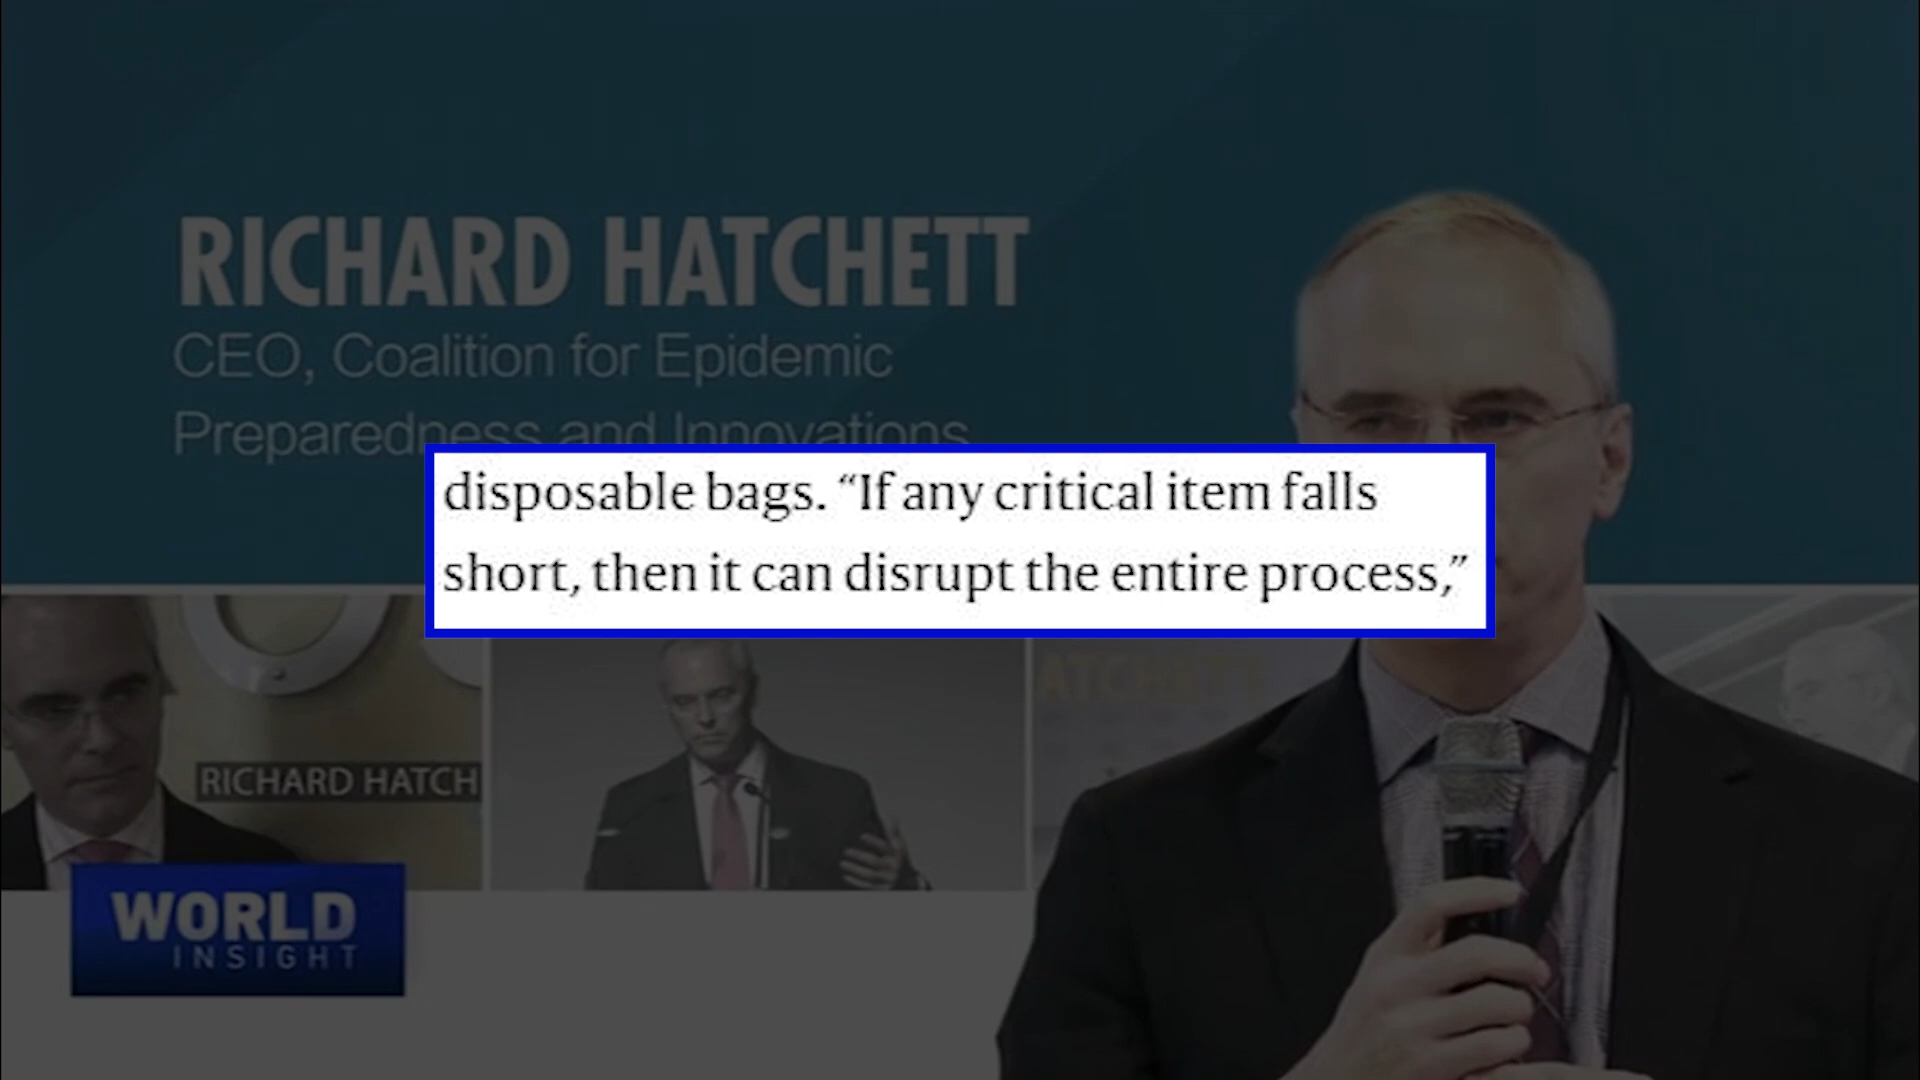 RICHARD HATCHETT
CEO, Coalition for Epidemic
Preparedness and Innovations
disposable bags. “If any critical item falls
short, then it can disrupt the entire process,”
ATCHETT
RICHARD HATCH
WORLD
INSIGHT